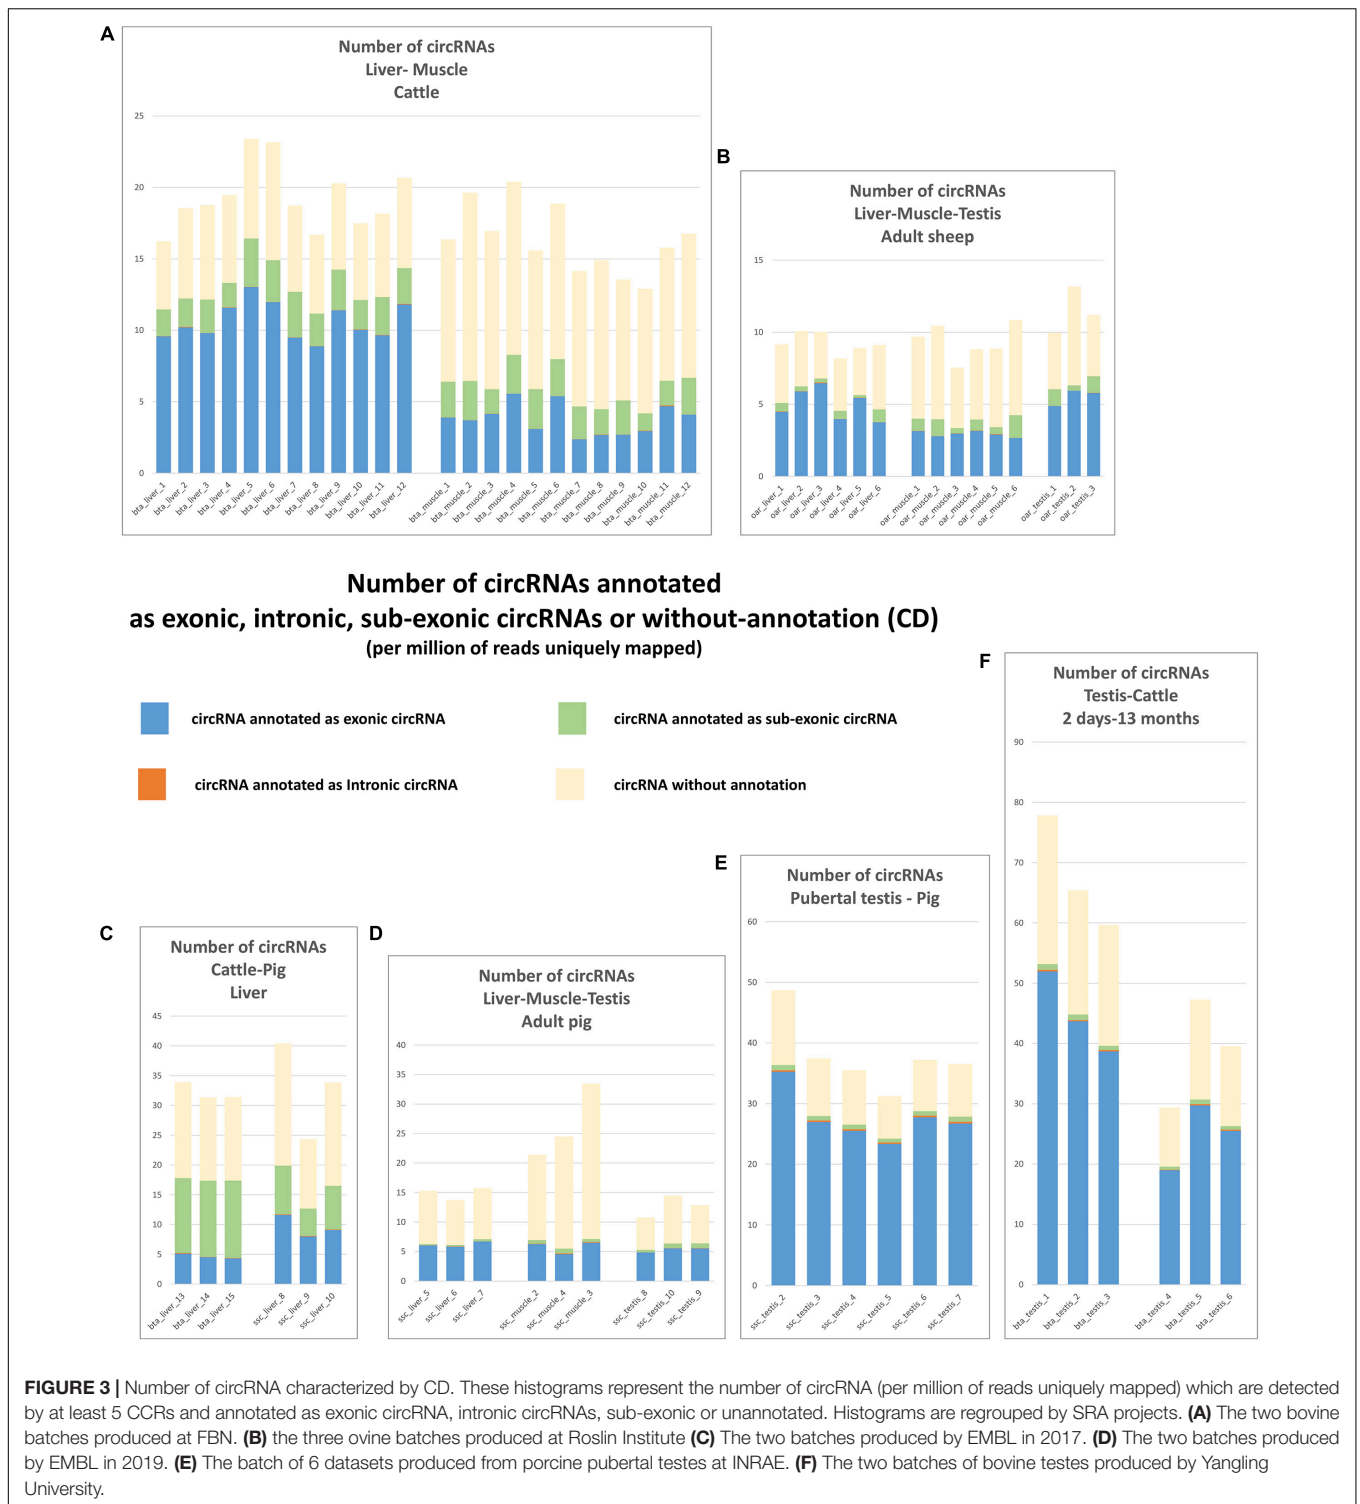 A
Number of circRNAs
Liver- Muscle
Cattle
25
20
15
10
5
0
bta_liver_1
bta_liver_2
bta_liver_3
bta_liver_4
bta_liver_5
bta_liver_6
bta_liver_7
bta_liver_8
bta_liver_9
bta_liver_10
bta_liver_11
bta_liver_12
bta_muscle_1
bta_muscle_2
bta_muscle_3
bta_muscle_4
bta_muscle_5
bta_muscle_6
bta_muscle_7
bta_muscle_8
bta_muscle_9
bta_muscle_10
bta_muscle_11
bta_muscle_12
B
Number of circRNAs
Liver-Muscle-Testis
Adult sheep
15
10
5
0
oar_liver_1
oar_liver_2
oar_liver_3
oar_liver_4
oar_liver_5
oar_liver_6
oar_muscle_1
oar_muscle_2
oar_muscle_3
oar_muscle_4
oar_muscle_5
oar_muscle_6
oar_testis_1
oar_testis_2
oar_testis_3
Number of circRNAs annotated
as exonic, intronic, sub-exonic circRNAs or without-annotation (CD)
(per million of reads uniquely mapped)
circRNA annotated as exonic circRNA
circRNA annotated as sub-exonic circRNA
circRNA annotated as Intronic circRNA
circRNA without annotation
C
Number of circRNAs
Cattle-Pig
Liver
45
40
35
30
25
20
15
10
5
0
bta_liver_13
bta_liver_14
bta_liver_15
ssc_liver_8
ssc_liver_9
ssc_liver_10
D
Number of circRNAs
Liver-Muscle-Testis
Adult pig
40
35
30
25
20
15
10
5
0
ssc_liver_5
ssc_liver_6
ssc_liver_7
ssc_muscle_2
ssc_muscle_4
ssc_muscle_3
ssc_testis_8
ssc_testis_10
ssc_testis_9
E
Number of circRNAs
Pubertal testis - Pig
60
50
40
30
20
10
0
ssc_testis_2
ssc_testis_3
ssc_testis_4
ssc_testis_5
ssc_testis_6
ssc_testis_7
F
Number of circRNAs
Testis-Cattle
2 days-13 months
90
80
70
60
50
40
30
20
10
0
bta_testis_1
bta_testis_2
bta_testis_3
bta_testis_4
bta_testis_5
bta_testis_6
FIGURE 3 | Number of circRNA characterized by CD. These histograms represent the number of circRNA (per million of reads uniquely mapped) which are detected
by at least 5 CCRs and annotated as exonic circRNA, intronic circRNAs, sub-exonic or unannotated. Histograms are regrouped by SRA projects. (A) The two bovine
batches produced at FBN. (B) the three ovine batches produced at Roslin Institute (C) The two batches produced by EMBL in 2017. (D) The two batches produced
by EMBL in 2019. (E) The batch of 6 datasets produced from porcine pubertal testes at INRAE. (F) The two batches of bovine testes produced by Yangling
University.